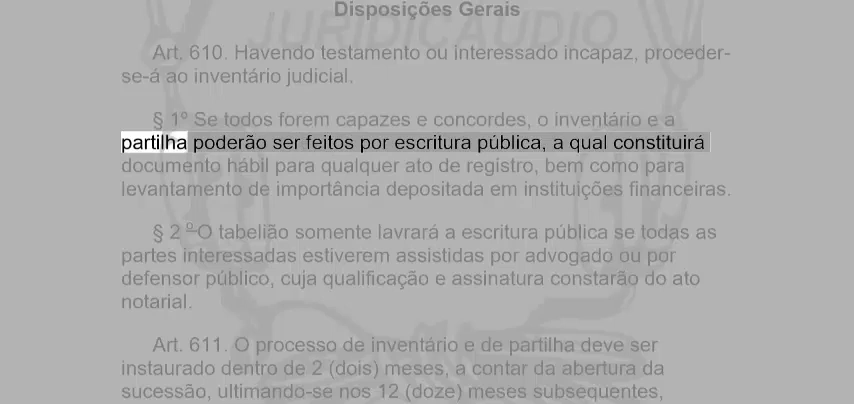 Disposições Gerais
JURIDICAUDIO
Art. 610. Havendo testamento ou interessado incapaz, proceder-
se-á ao inventário judicial.
§ 1º Se todos forem capazes e concordes, o inventário e a
partilha poderão ser feitos por escritura pública, a qual constituirá
documento hábil para qualquer ato de registro, bem como para
levantamento de importância depositada em instituições financeiras.
§ 2 º O tabelião somente lavrará a escritura pública se todas as
partes interessadas estiverem assistidas por advogado ou por
defensor público, cuja qualificação e assinatura constarão do ato
notarial.
Art. 611. O processo de inventário e de partilha deve ser
instaurado dentro de 2 (dois) meses, a contar da abertura da
sucessão, ultimando-se nos 12 (doze) meses subsequentes,